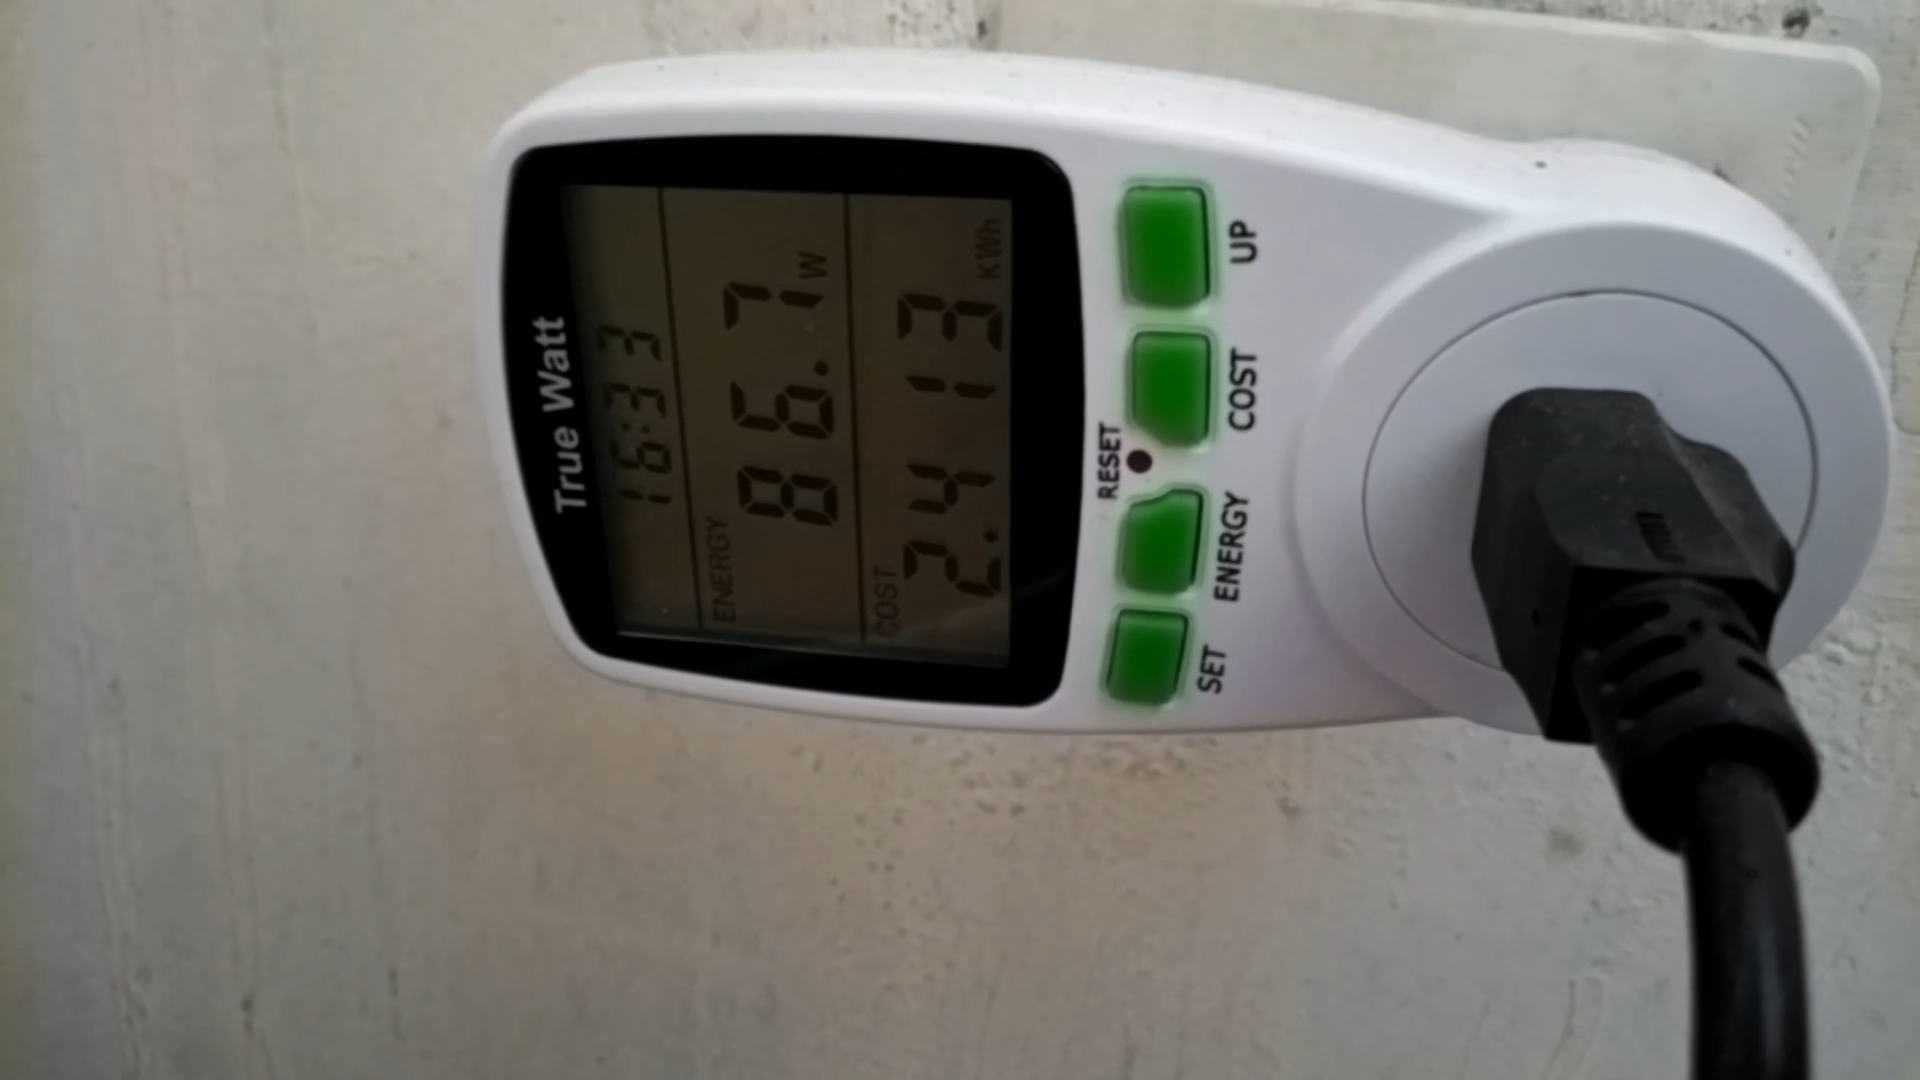 True Watt
16:33
ENERGY
86.7 W
COST
2.413 KWh
RESET
SET ENERGY COST UP